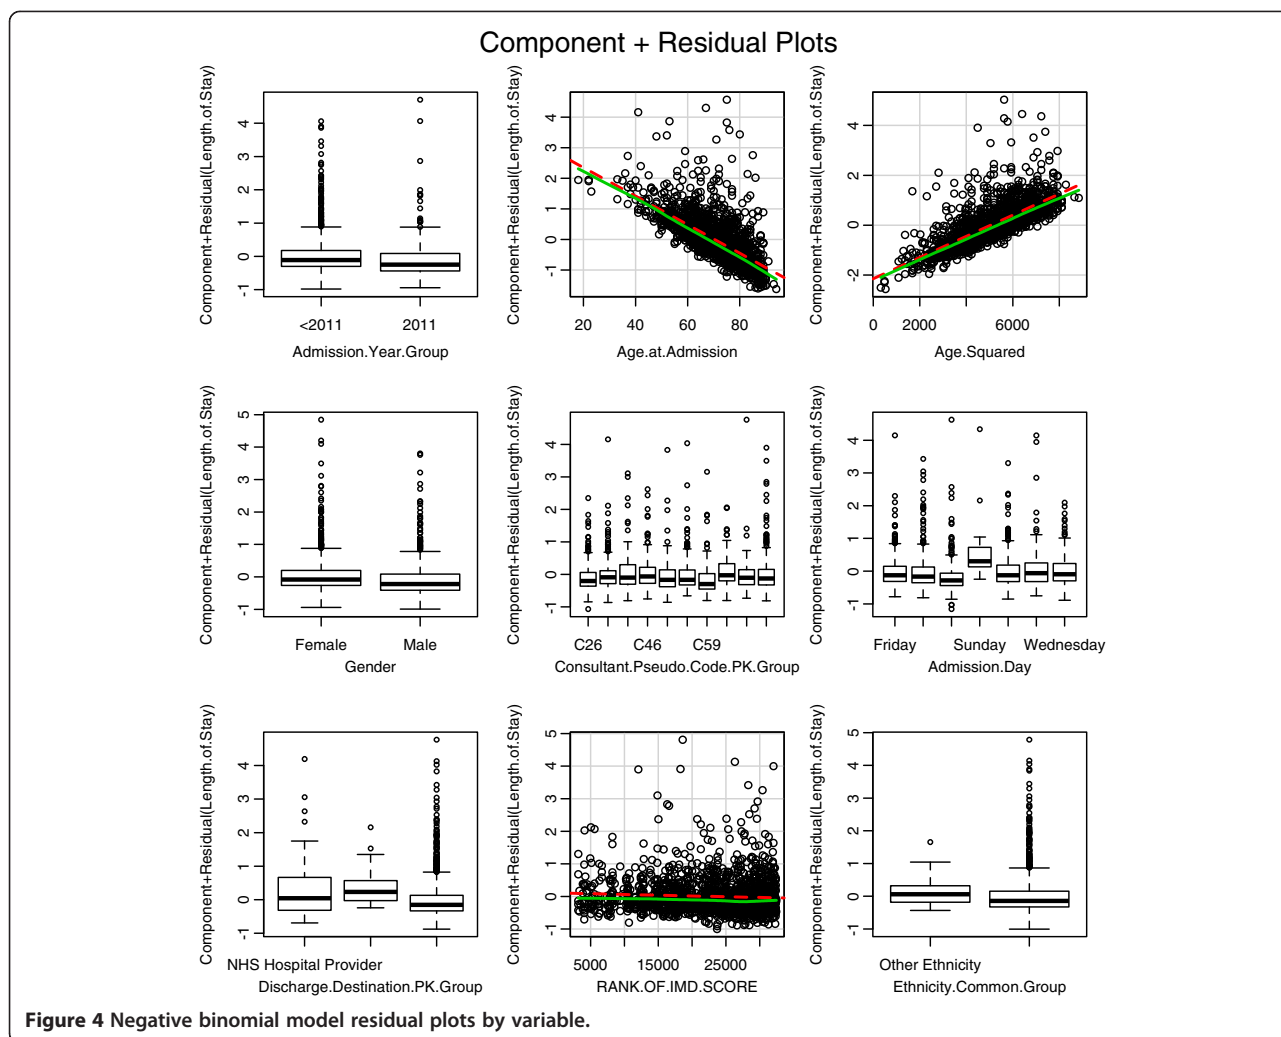 Component + Residual Plots
Component+Residual(Length.of.Stay)
-1 0 1 2 3 4
<2011 2011
Admission.Year.Group
Component+Residual(Length.of.Stay)
-1 0 1 2 3 4
20 40 60 80
Age.at.Admission
Component+Residual(Length.of.Stay)
-2 0 2 4
0 2000 6000
Age.Squared
Component+Residual(Length.of.Stay)
-1 0 1 2 3 4 5
Female Male
Gender
Component+Residual(Length.of.Stay)
-1 0 1 2 3 4
C26 C46 C59
Consultant.Pseudo.Code.PK.Group
Component+Residual(Length.of.Stay)
-1 0 1 2 3 4
Friday Sunday Wednesday
Admission.Day
Component+Residual(Length.of.Stay)
-1 0 1 2 3 4
NHS Hospital Provider
Discharge.Destination.PK.Group
Component+Residual(Length.of.Stay)
-1 0 1 2 3 4 5
5000 15000 25000
RANK.OF.IMD.SCORE
Component+Residual(Length.of.Stay)
-1 0 1 2 3 4 5
Other Ethnicity
Ethnicity.Common.Group
Figure 4 Negative binomial model residual plots by variable.